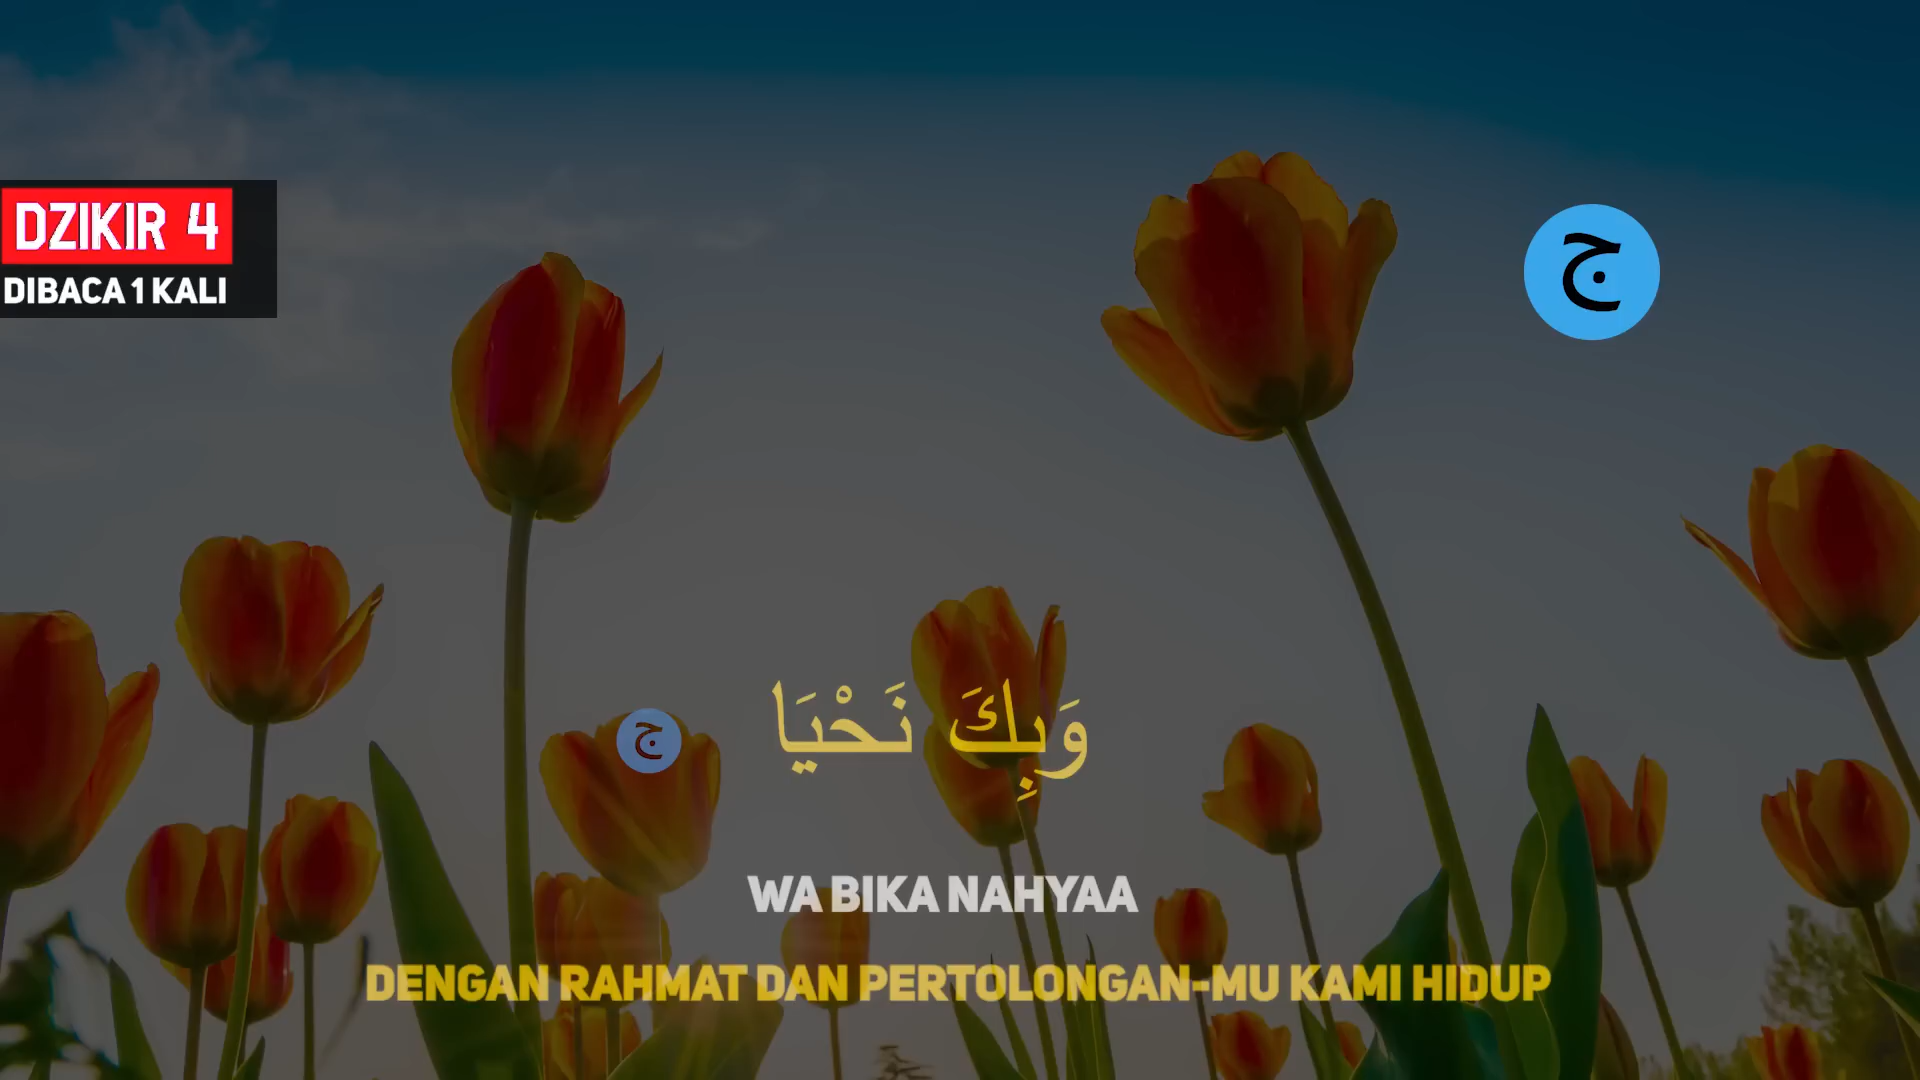 DZIKIR 4
DIBACA 1 KALI
ج
وَبِكَ نَحْيَا ج
WA BIKA NAHYAA
DENGAN RAHMAT DAN PERTOLONGAN-MU KAMI HIDUP